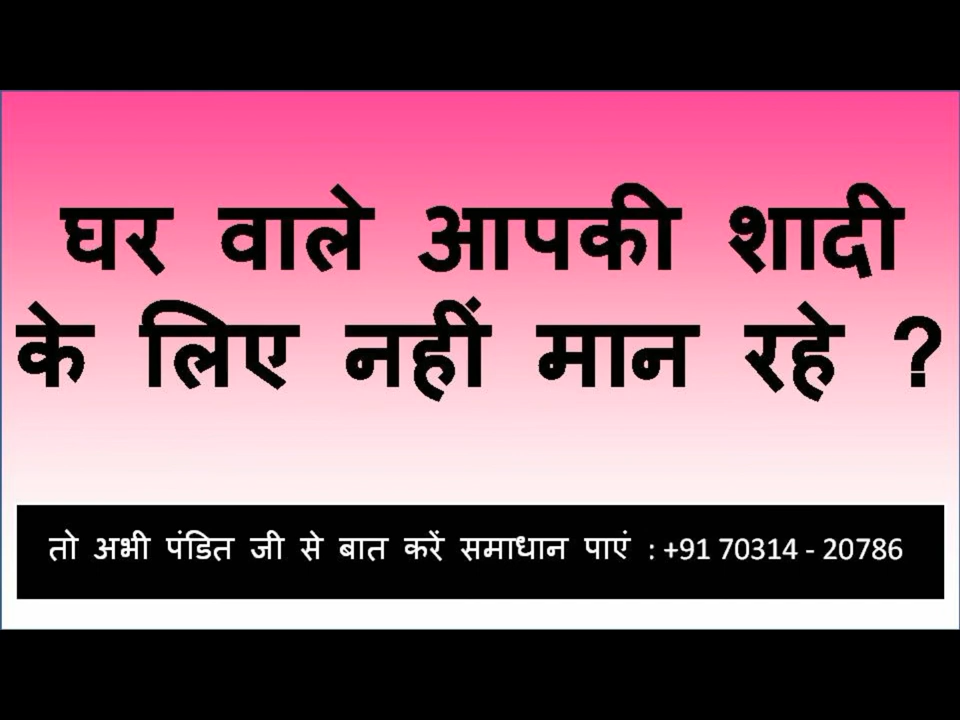 घर वाले आपकी शादी
के लिए नहीं मान रहे ?
तो अभी पंडित जी से बात करें समाधान पाएं : +91 70314 - 20786